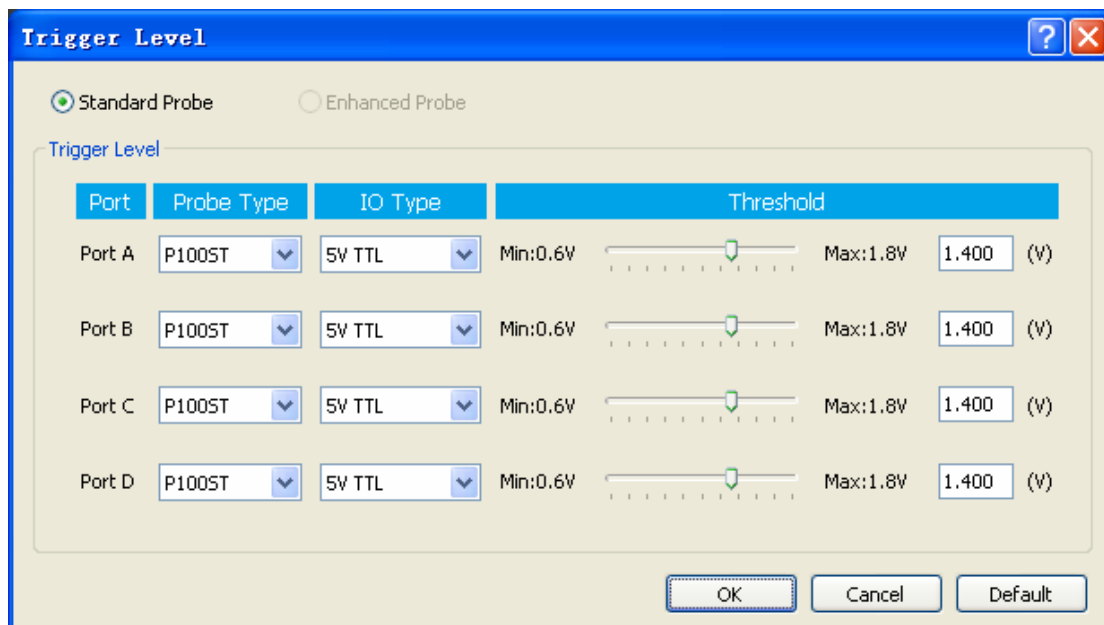 Trigger Level
Standard Probe Enhanced Probe
Trigger Level
Port Probe Type IO Type Threshold
Port A P100ST 5V TTL Min:0.6V Max:1.8V 1.400 (V)
Port B P100ST 5V TTL Min:0.6V Max:1.8V 1.400 (V)
Port C P100ST 5V TTL Min:0.6V Max:1.8V 1.400 (V)
Port D P100ST 5V TTL Min:0.6V Max:1.8V 1.400 (V)
OK Cancel Default